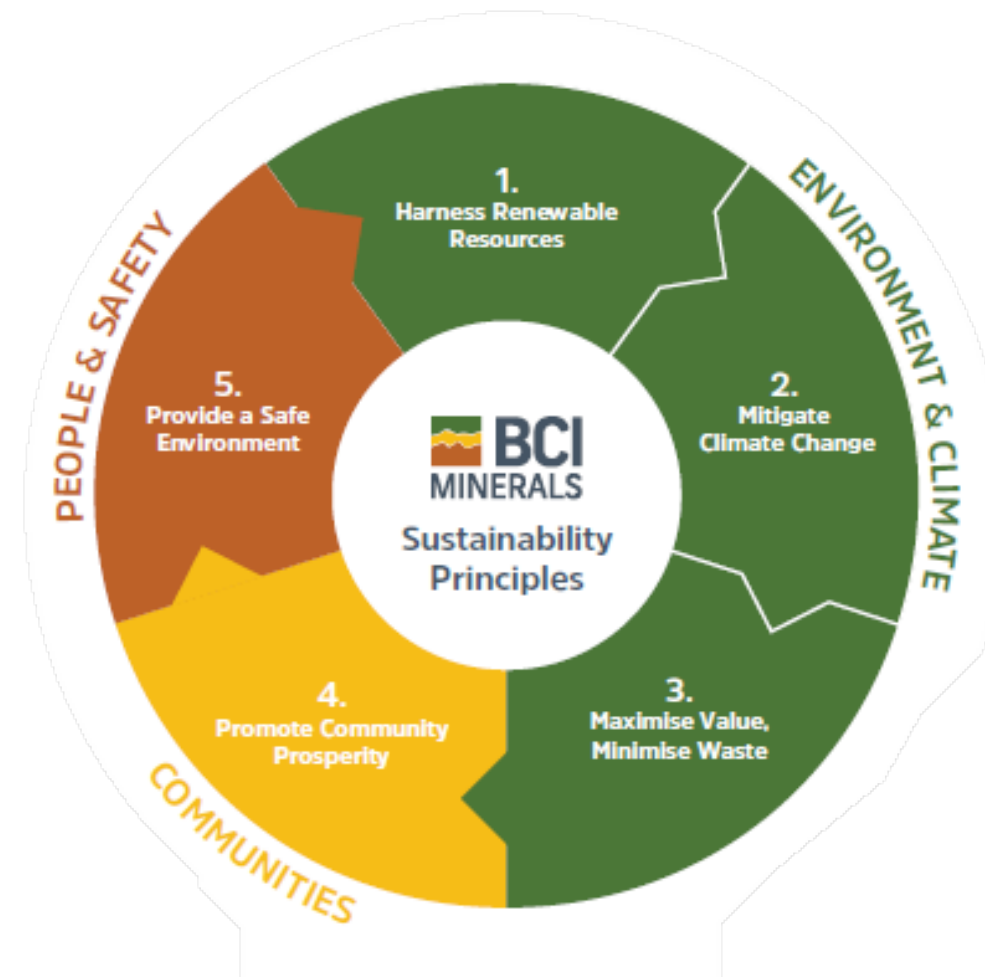 1.
Harness Renewable
Resources
ENVIRONMENT & CLIMATE
2.
Mitigate
Climate Change
3.
Maximise Value,
Minimise Waste
4.
Promote Community
Prosperity
COMMUNITIES
5.
Provide a Safe
Environment
PEOPLE & SAFETY
BCI
MINERALS
Sustainability
Principles